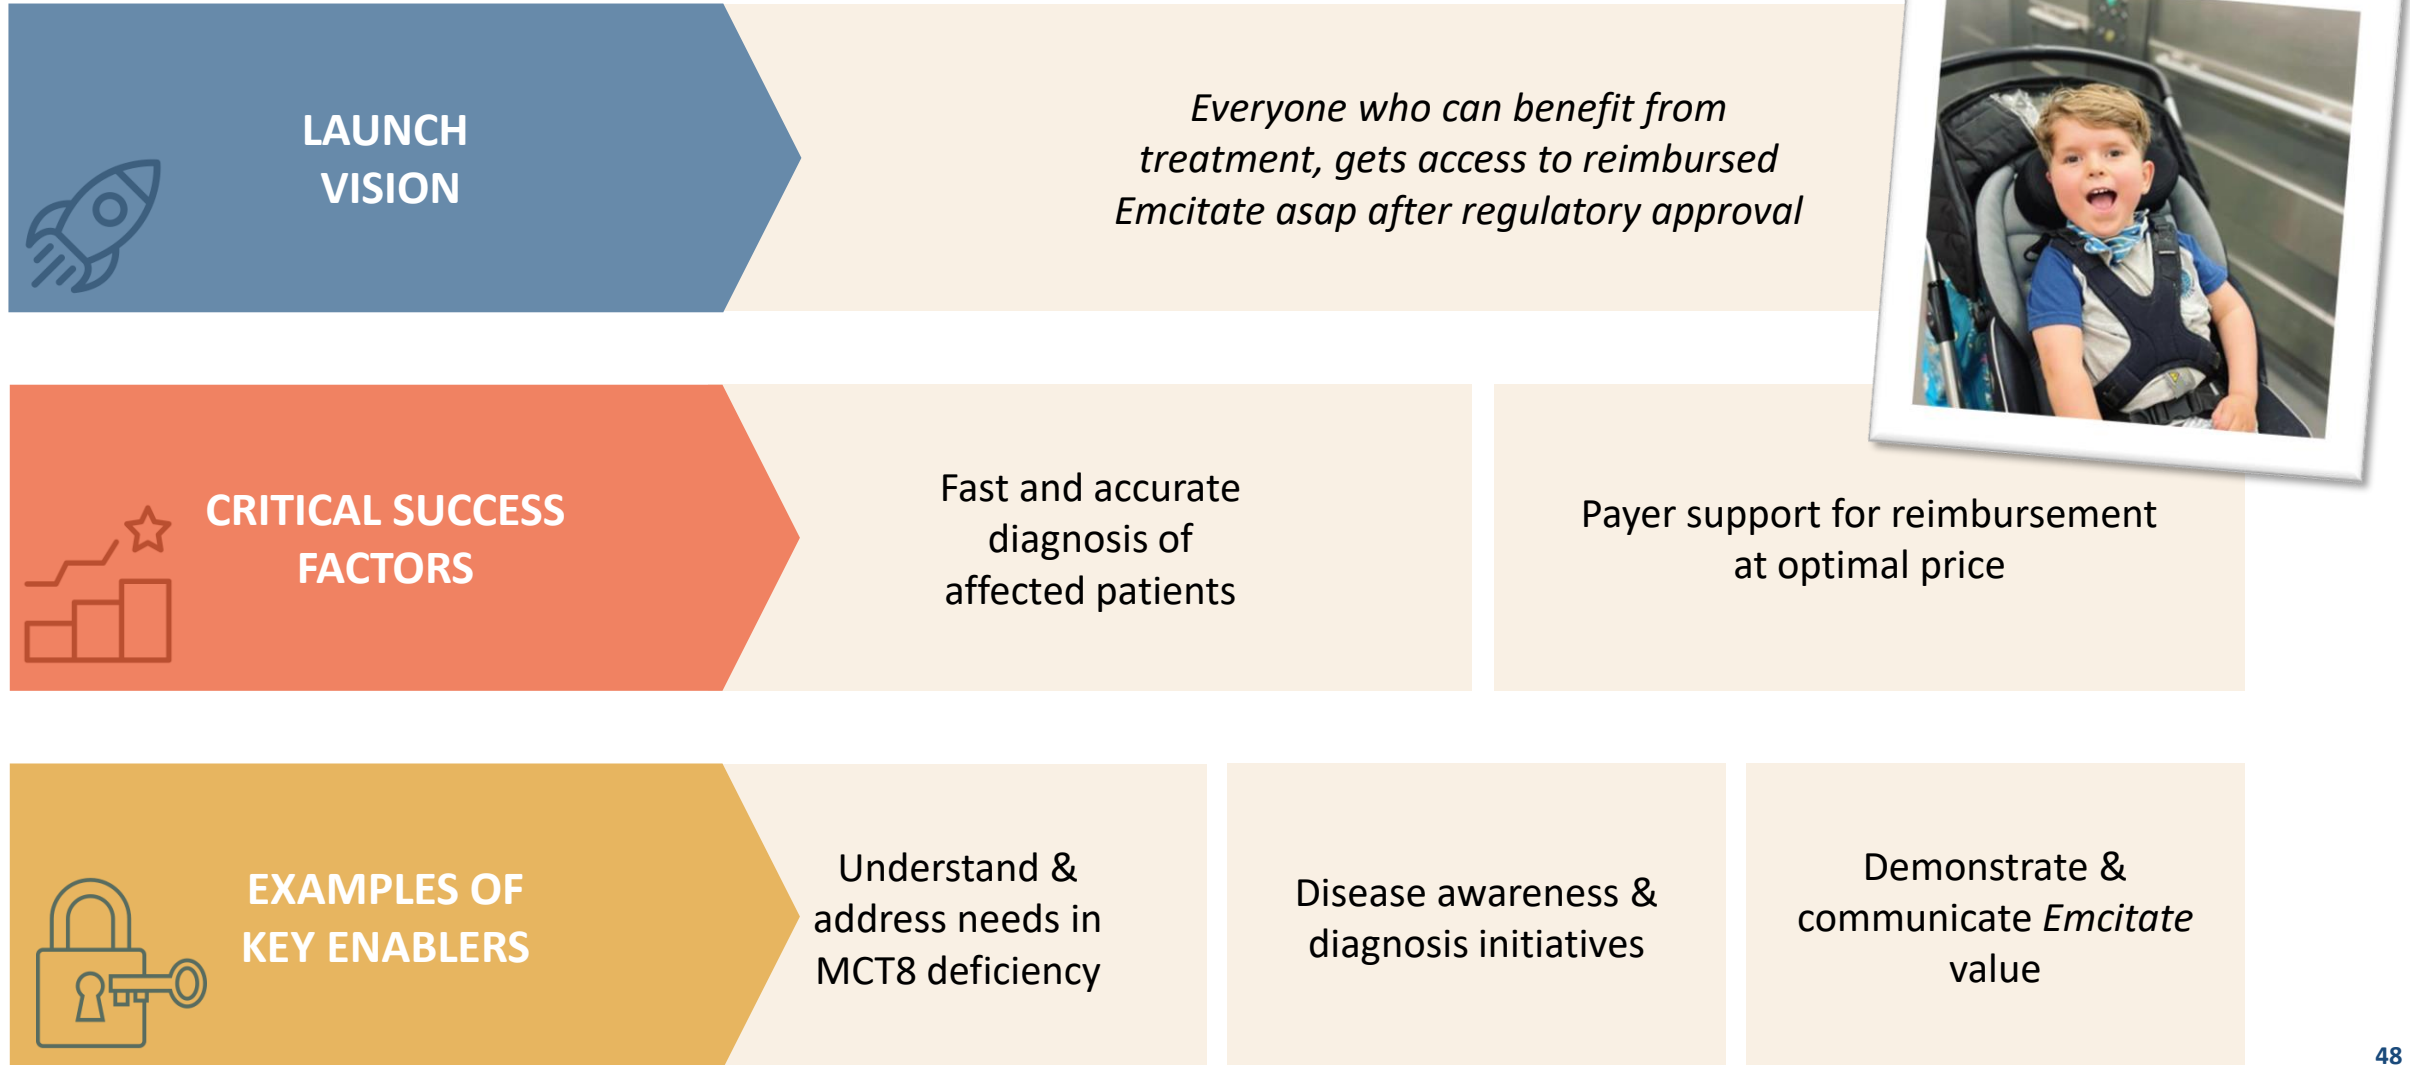 LAUNCH
VISION
Everyone who can benefit from
treatment, gets access to reimbursed
Emcitate asap after regulatory approval
CRITICAL SUCCESS
FACTORS
Fast and accurate
diagnosis of
affected patients
Payer support for reimbursement
at optimal price
EXAMPLES OF
KEY ENABLERS
Understand &
address needs in
MCT8 deficiency
Disease awareness &
diagnosis initiatives
Demonstrate &
communicate Emcitate
value
48